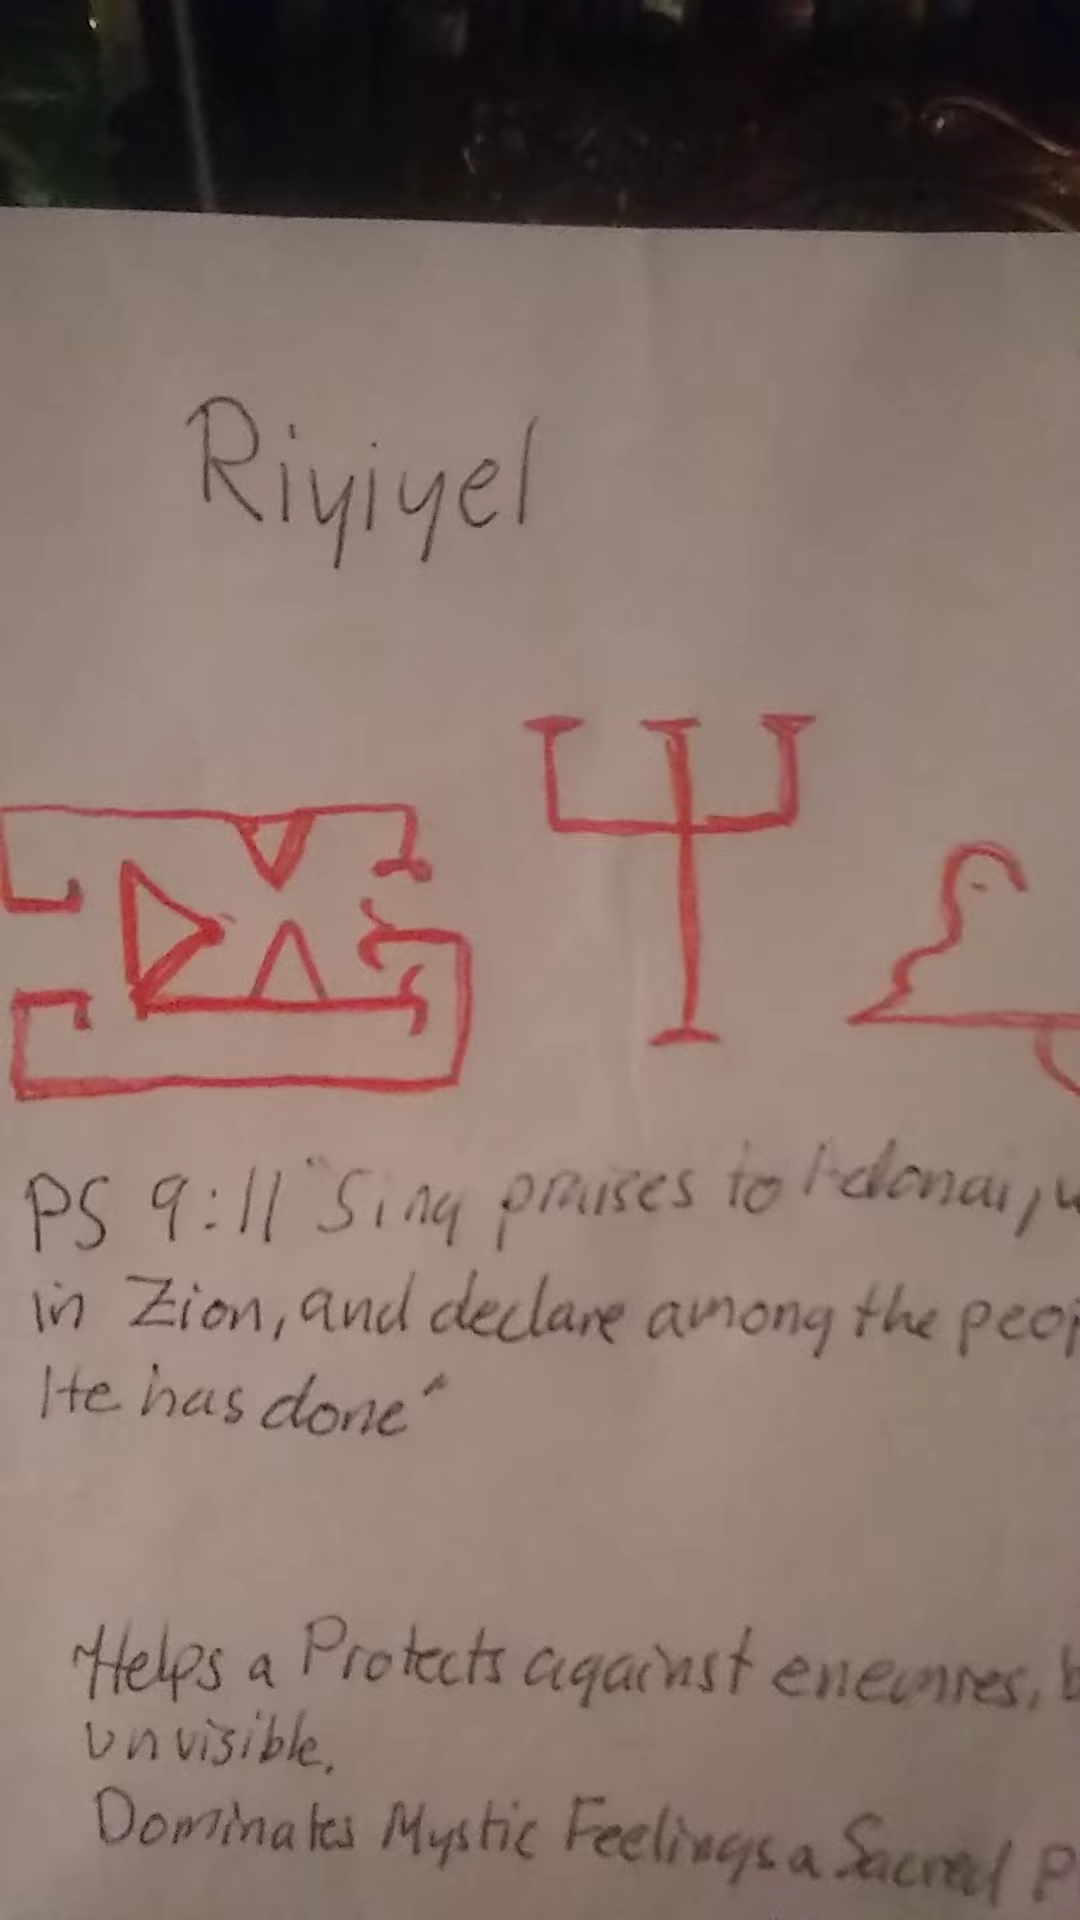 Riyiyel
PS 9:11 "Sing praises to Adonai,
in Zion, and declare among the
He has done"
Helps a Protects against enemies,
unvisible.
Dominates Mystic Feelings a Sacred